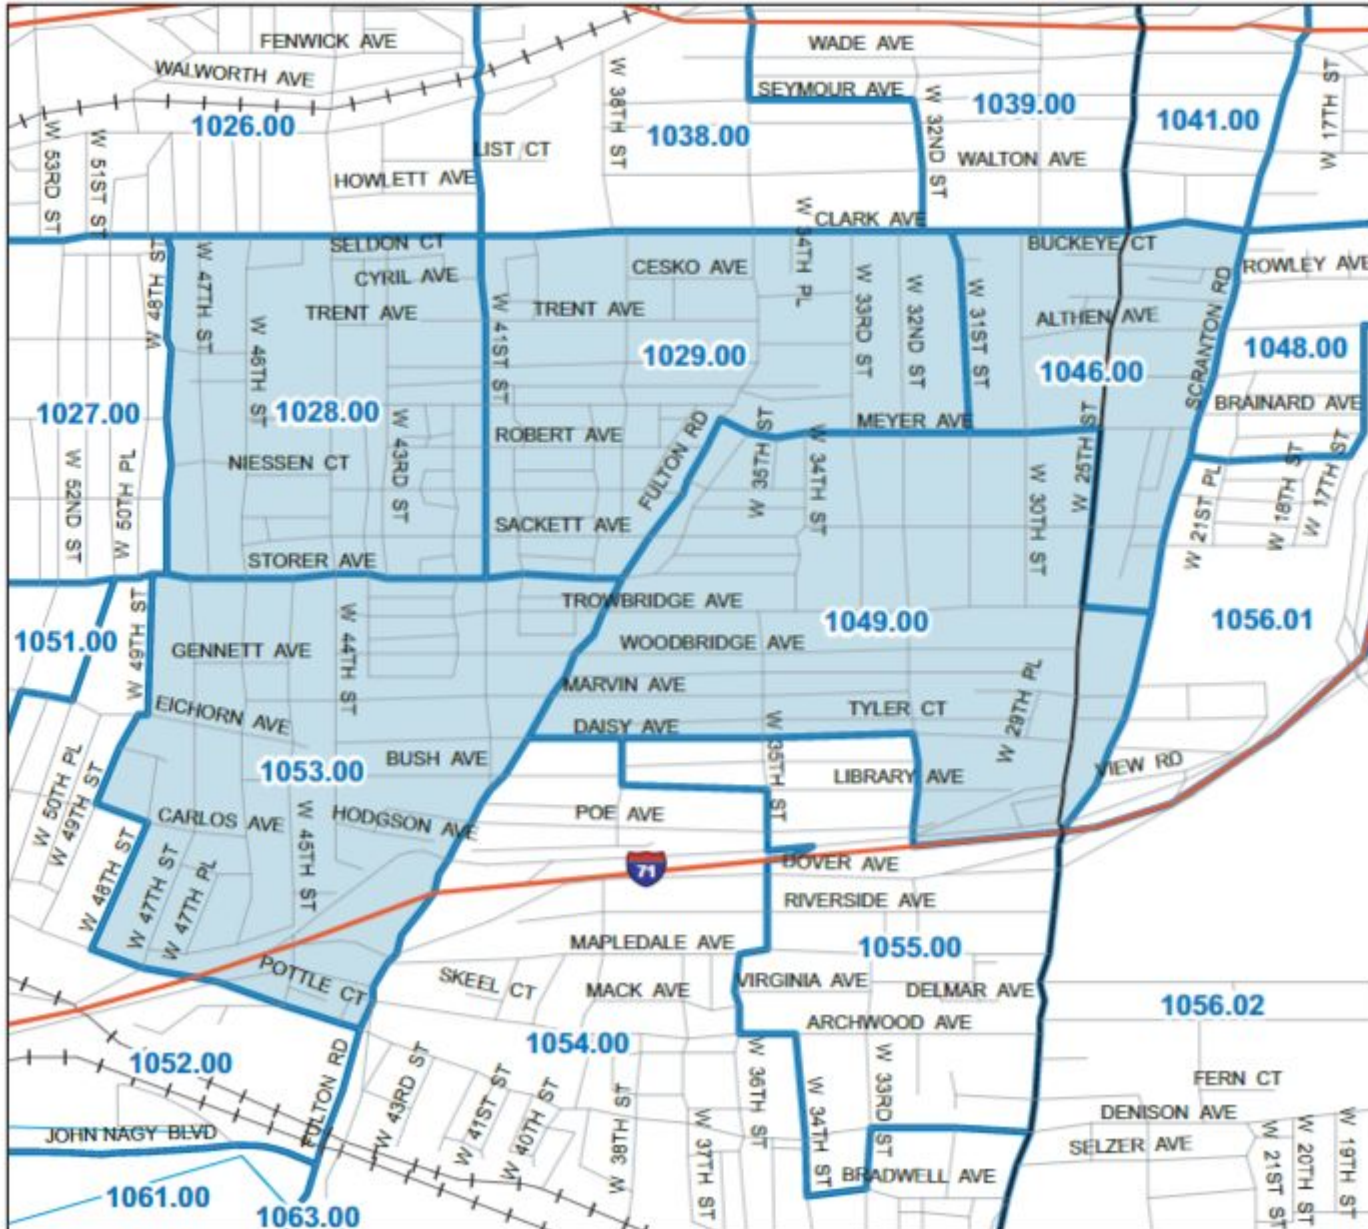 FENWICK AVE
WADE AVE
WALWORTH AVE
SEYMOUR AVE
1039.00
1026.00
1038.00
1041.00
W 53RD ST
W 51ST ST
W 38TH ST
W 32ND ST
W 17TH ST
LIST CT
WALTON AVE
HOWLETT AVE
CLARK AVE
SELDON CT
BUCKEYE CT
W 48TH ST
W 47TH ST
CYRIL AVE
CESKO AVE
W 34TH PL
ROWLEY AVE
TRENT AVE
W 41ST ST
TRENT AVE
W 33RD ST
W 32ND ST
W 31ST ST
ALTHEN AVE
SCRANTON RD
W 46TH ST
1029.00
1046.00
1048.00
1027.00
1028.00
BRAINARD AVE
W 43RD ST
ROBERT AVE
FULTON RD
W 35TH ST
MEYER AVE
W 34TH ST
W 25TH ST
NIESSEN CT
W 52ND ST
W 50TH PL
W 30TH ST
W 21ST PL
W 18TH ST
W 17TH ST
SACKETT AVE
STORER AVE
TROWBRIDGE AVE
1049.00
1056.01
1051.00
W 49TH ST
GENNETT AVE
W 44TH ST
WOODBRIDGE AVE
MARVIN AVE
W 29TH PL
EICHORN AVE
DAISY AVE
TYLER CT
W 35TH ST
BUSH AVE
1053.00
LIBRARY AVE
VIEW RD
W 50TH PL
W 49TH ST
CARLOS AVE
W 45TH ST
HODGSON AVE
POE AVE
71
DOVER AVE
W 48TH ST
W 47TH ST
W 47TH PL
RIVERSIDE AVE
MAPLEDALE AVE
1055.00
POTTLE CT
SKEEL CT
MACK AVE
VIRGINIA AVE
DELMAR AVE
1056.02
ARCHWOOD AVE
1052.00
FULTON RD
1054.00
W 43RD ST
W 41ST ST
W 40TH ST
W 38TH ST
W 37TH ST
W 36TH ST
W 34TH ST
W 33RD ST
FERN CT
DENISON AVE
JOHN NAGY BLVD
SELZER AVE
BRADWELL AVE
W 21ST ST
W 20TH ST
W 19TH ST
1061.00
1063.00